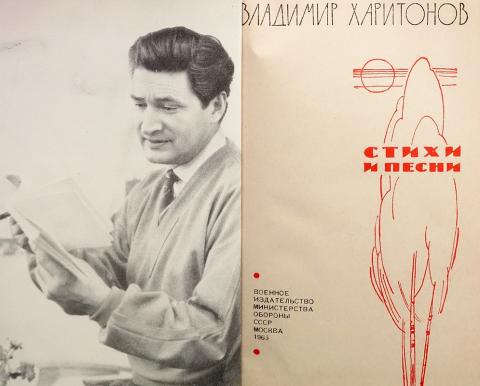 ВЛАДИМИР ХАРИТОНОВ
СТИХИ
И ПЕСНИ
ВОЕННОЕ
ИЗДАТЕЛЬСТВО
МИНИСТЕРСТВА
ОБОРОНЫ
СССР
МОСКВА
1963